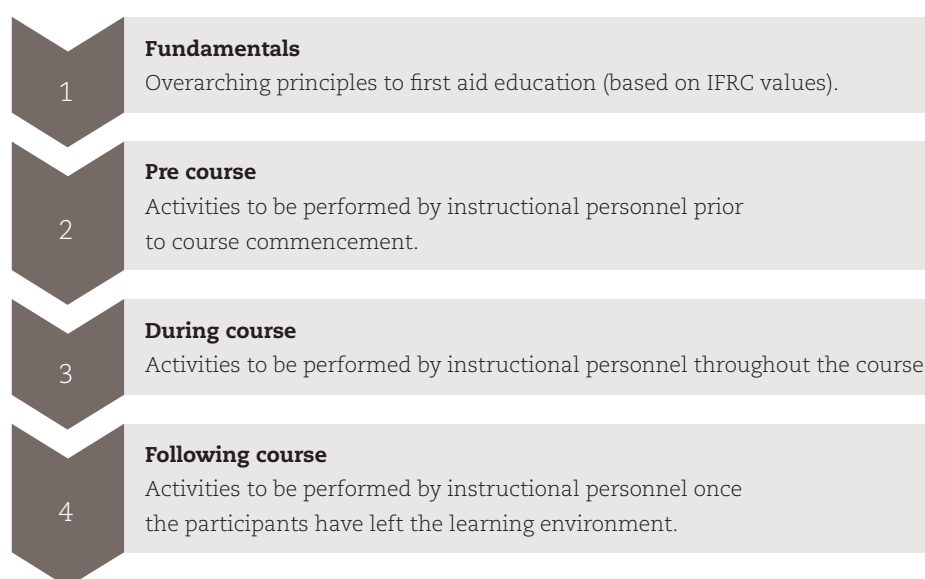 1
Fundamentals
Overarching principles to first aid education (based on IFRC values).
2
Pre course
Activities to be performed by instructional personnel prior
to course commencement.
3
During course
Activities to be performed by instructional personnel throughout the course
4
Following course
Activities to be performed by instructional personnel once
the participants have left the learning environment.